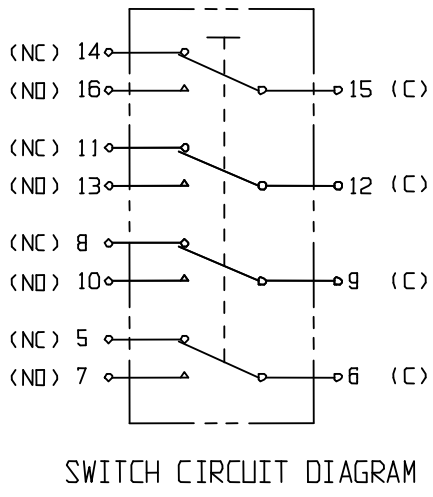 (NC) 14
(NO) 16 15 (C)
(NC) 11
(NO) 13 12 (C)
(NC) 8
(NO) 10 9 (C)
(NC) 5
(NO) 7 6 (C)
SWITCH CIRCUIT DIAGRAM